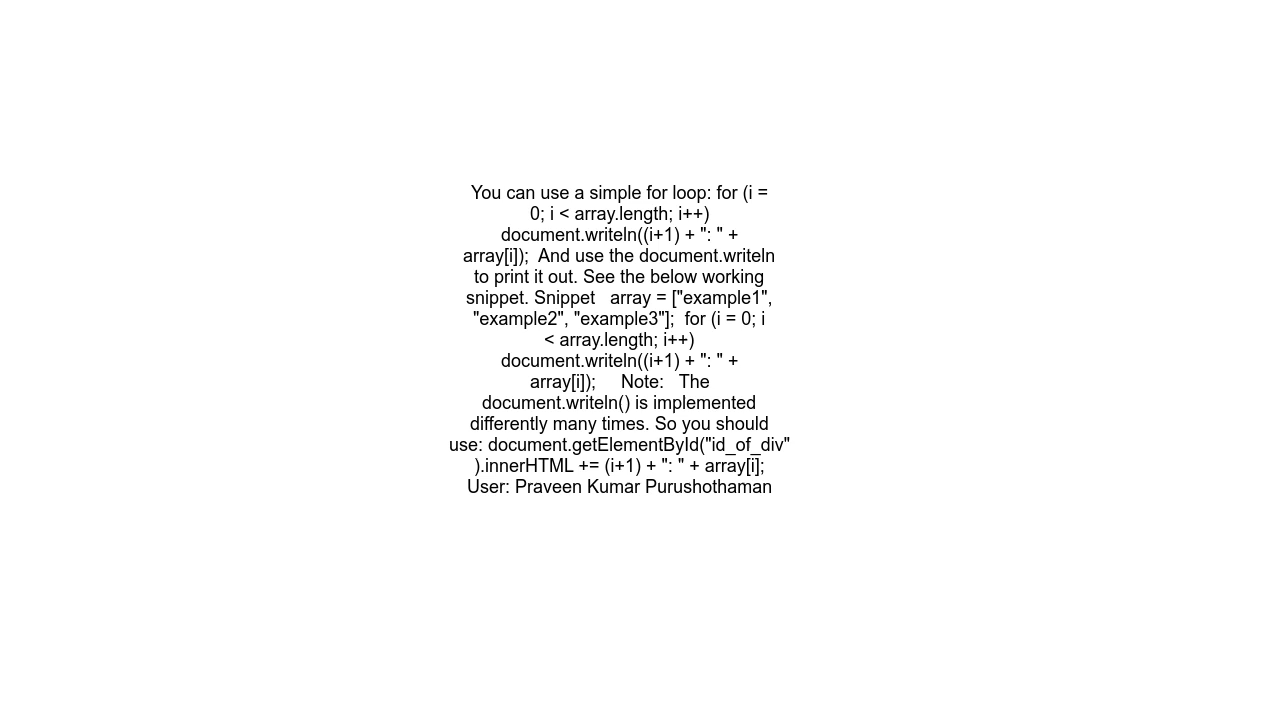 You can use a simple for loop: for (i =
0; i < array.length; i++)
document.writeln((i+1) + ": " +
array[i]);  And use the document.writeln
to print it out. See the below working
snippet. Snippet   array = ["example1",
"example2", "example3"];  for (i = 0; i
< array.length; i++)
document.writeln((i+1) + ": " +
array[i]);     Note:   The
document.writeln() is implemented
differently many times. So you should
use: document.getElementById("id_of_div"
).innerHTML += (i+1) + ": " + array[i];
User: Praveen Kumar Purushothaman